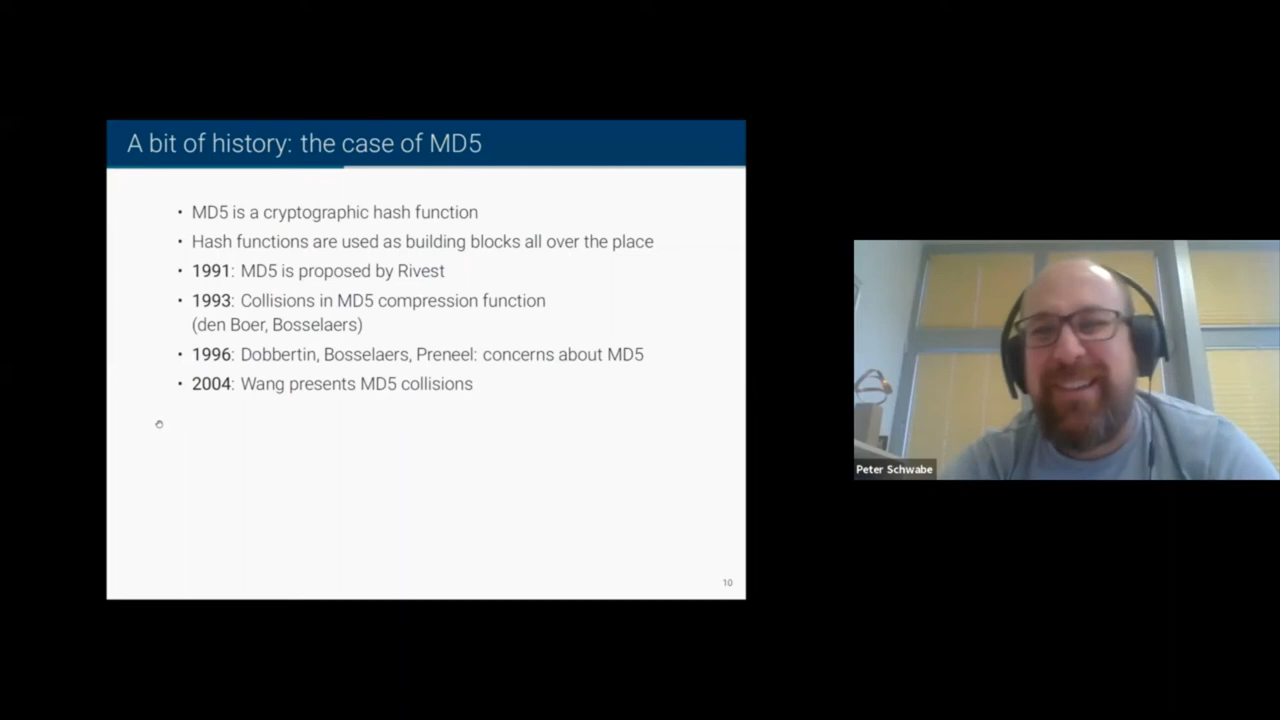 A bit of history: the case of MD5
• MD5 is a cryptographic hash function
• Hash functions are used as building blocks all over the place
• 1991: MD5 is proposed by Rivest
• 1993: Collisions in MD5 compression function
(den Boer, Bosselaers)
• 1996: Dobbertin, Bosselaers, Preneel: concerns about MD5
• 2004: Wang presents MD5 collisions
10
Peter Schwabe